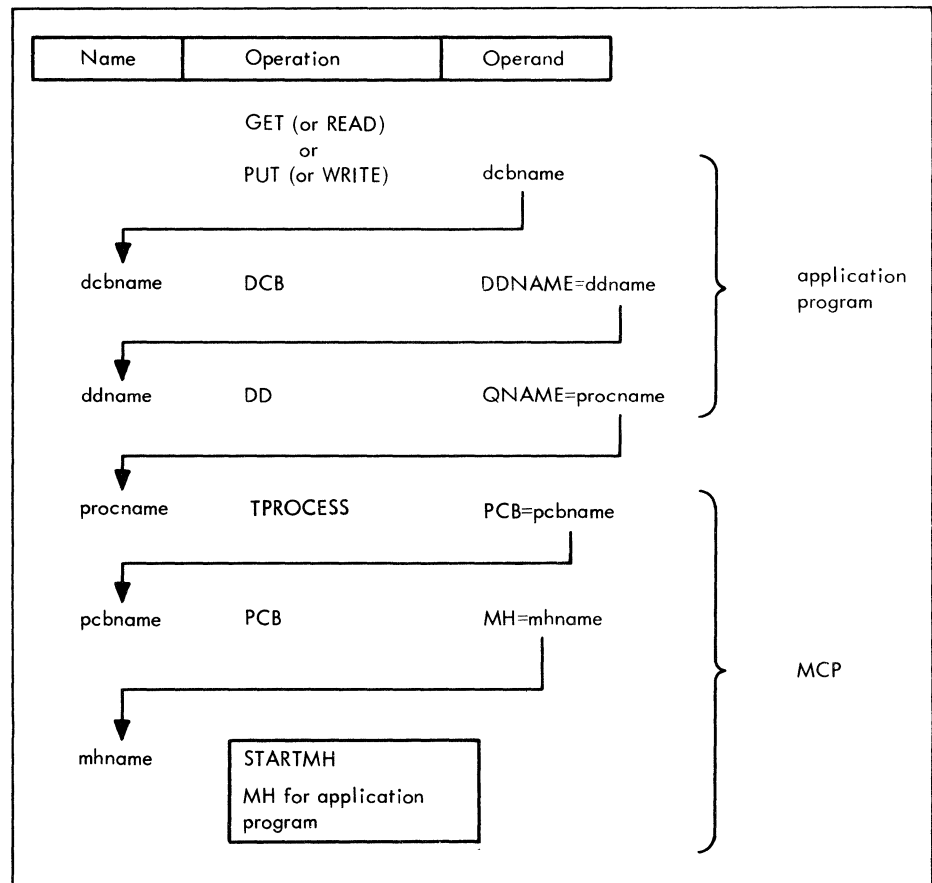 Name Operation Operand
GET (or READ)
or
PUT (or WRITE) dcbname
dcbname DCB DDNAME=ddname
application
program
ddname DD QNAME=procname
procname TPROCESS PCB=pcbname
pcbname PCB MH=mhname
MCP
mhname STARTMH
MH for application
program